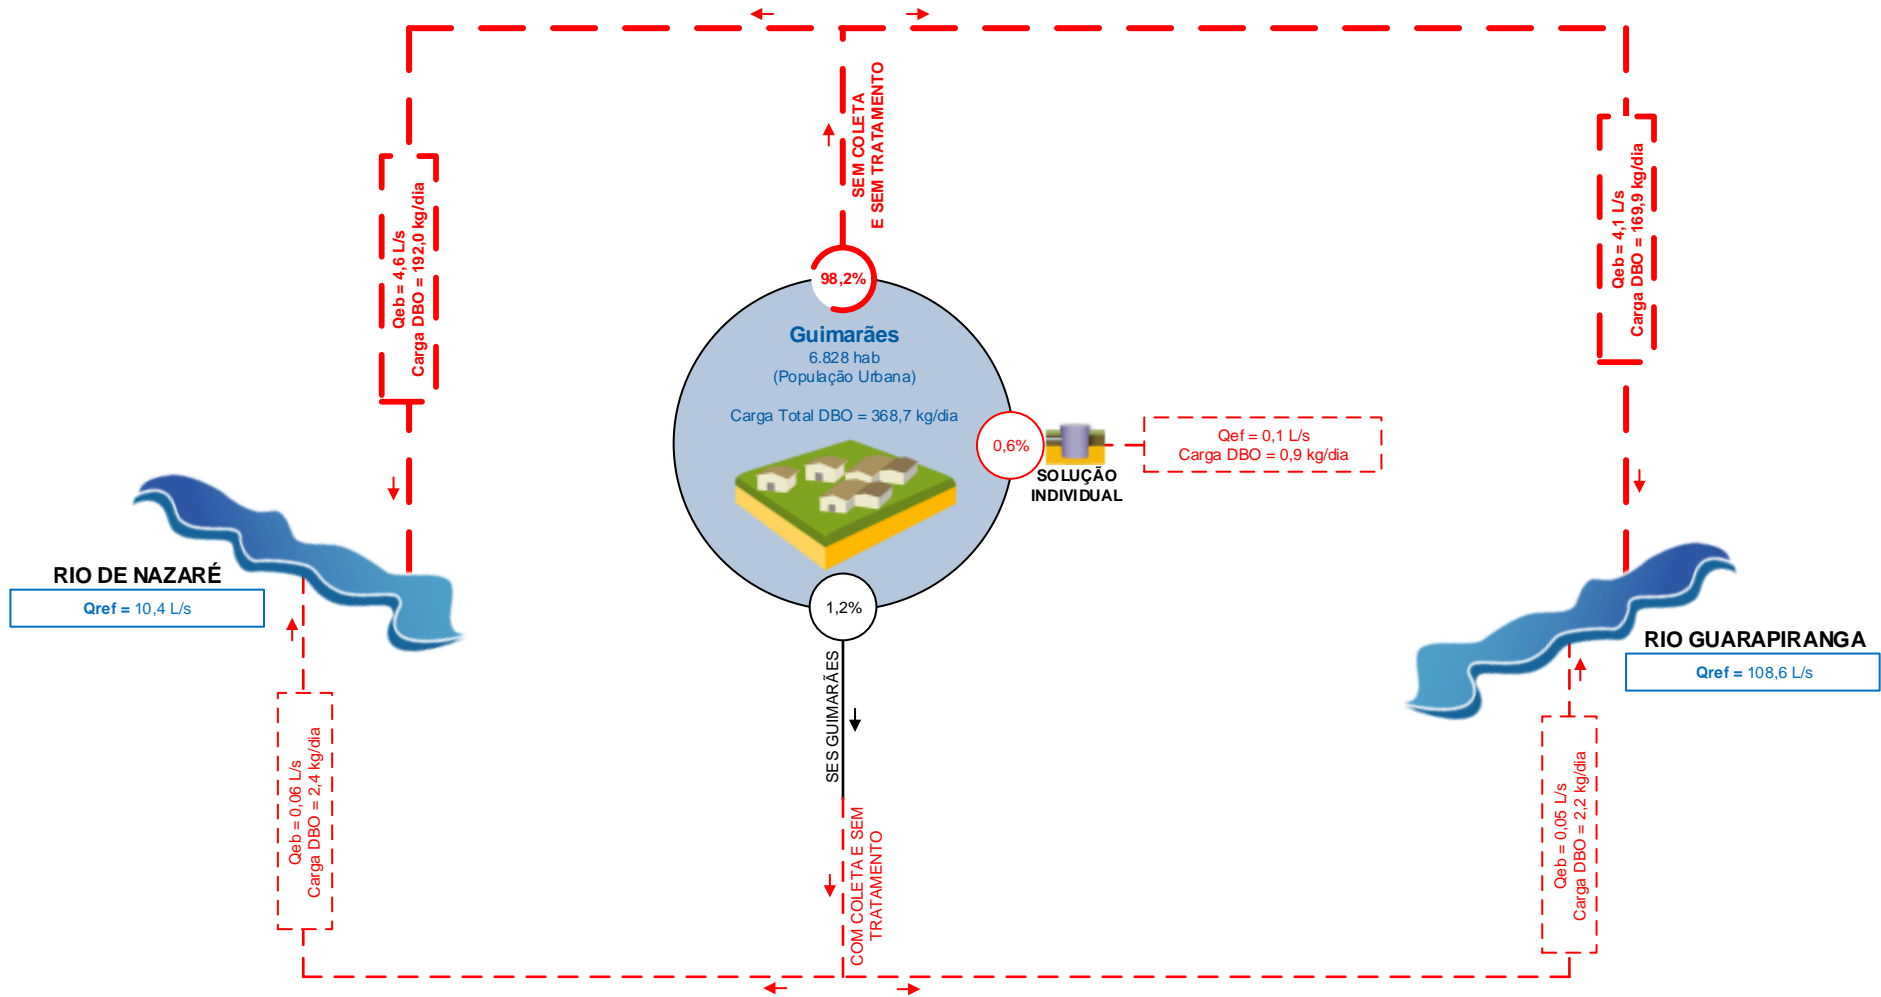 SEM COLETA
E SEM TRATAMENTO
Qeb = 4,6 L/s
Carga DBO = 192,0 kg/dia
Qeb = 4,1 L/s
Carga DBO = 169,9 kg/dia
98,2%
Guimarães
6.828 hab
(População Urbana)
Carga Total DBO = 368,7 kg/dia
0,6%
SOLUÇÃO
INDIVIDUAL
Qef = 0,1 L/s
Carga DBO = 0,9 kg/dia
RIO DE NAZARÉ
Qref = 10,4 L/s
1,2%
RIO GUARAPIRANGA
Qref = 108,6 L/s
SES GUIMARÃES
Qeb = 0,06 L/s
Carga DBO = 2,4 kg/dia
COM COLETA E SEM
TRATAMENTO
Qeb = 0,05 L/s
Carga DBO = 2,2 kg/dia